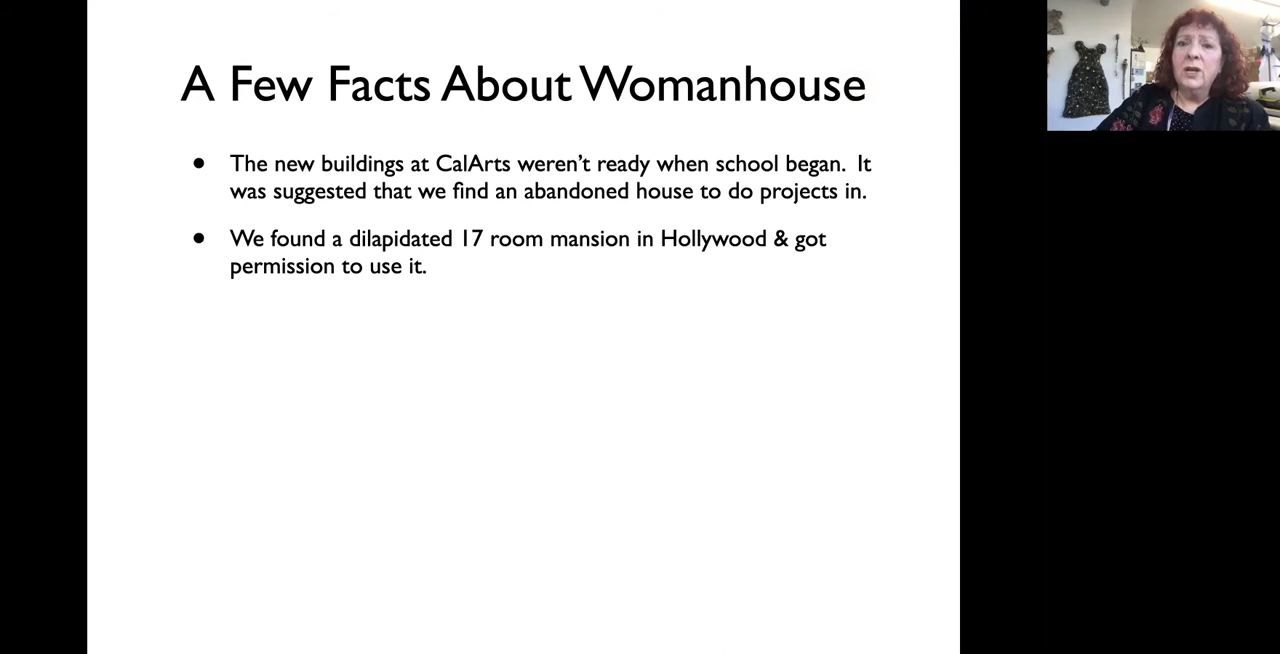 A Few Facts About Womanhouse
• The new buildings at CalArts weren’t ready when school began.  It
was suggested that we find an abandoned house to do projects in.
• We found a dilapidated 17 room mansion in Hollywood & got
permission to use it.